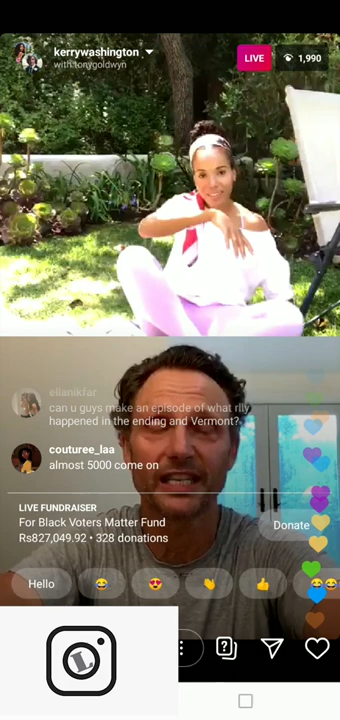 kerrywashington
with tonygoldwyn
LIVE
1,990
elianikfar
can u guys make an episode of what rlly
happened in the ending and Vermont?
couturee_laa
almost 5000 come on
LIVE FUNDRAISER
For Black Voters Matter Fund
Rs827,049.92 • 328 donations
Donate
Hello